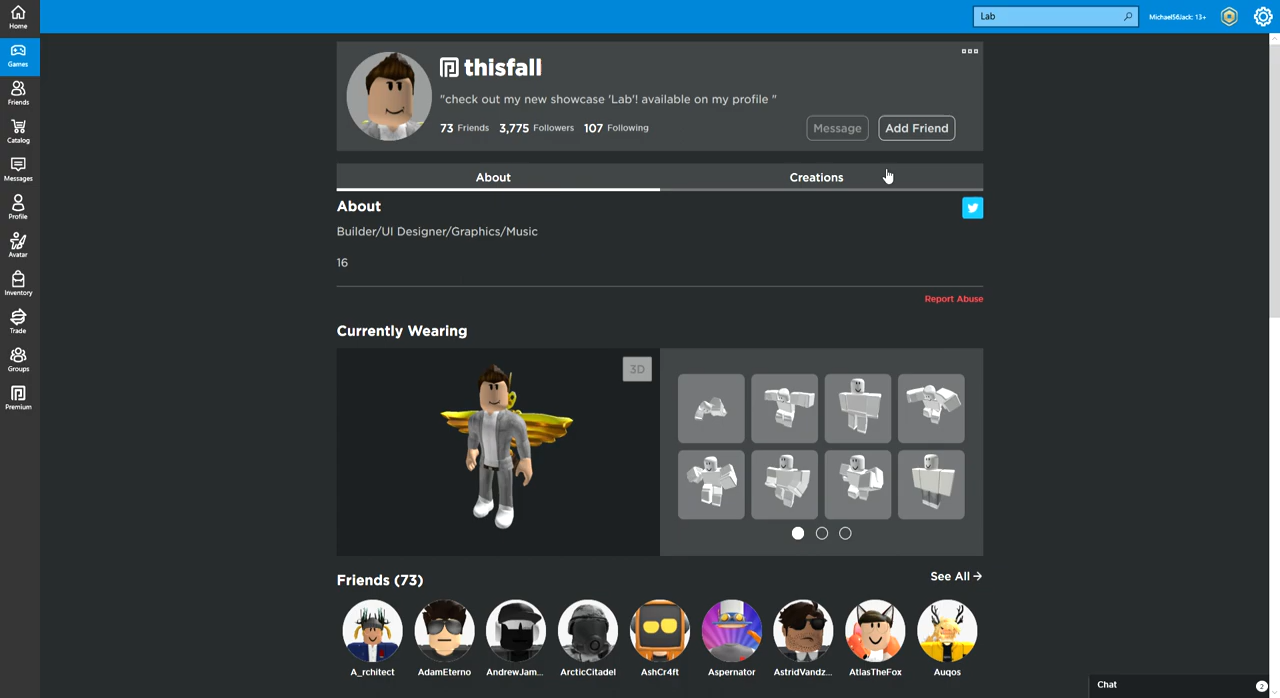 Home
Lab
Michael56Jack: 13+
Games
Friends
Catalog
Messages
Profile
Avatar
Inventory
Trade
Groups
Premium
thisfall
"check out my new showcase 'Lab'! available on my profile "
73 Friends 3,775 Followers 107 Following
Message
Add Friend
About
Creations
About
Builder/UI Designer/Graphics/Music
16
Report Abuse
Currently Wearing
3D
Friends (73)
See All
A_rchitect
AdamEterno
AndrewJam...
ArcticCitadel
AshCr4ft
Aspernator
AstridVandz...
AtlasTheFox
Auqos
Chat
2